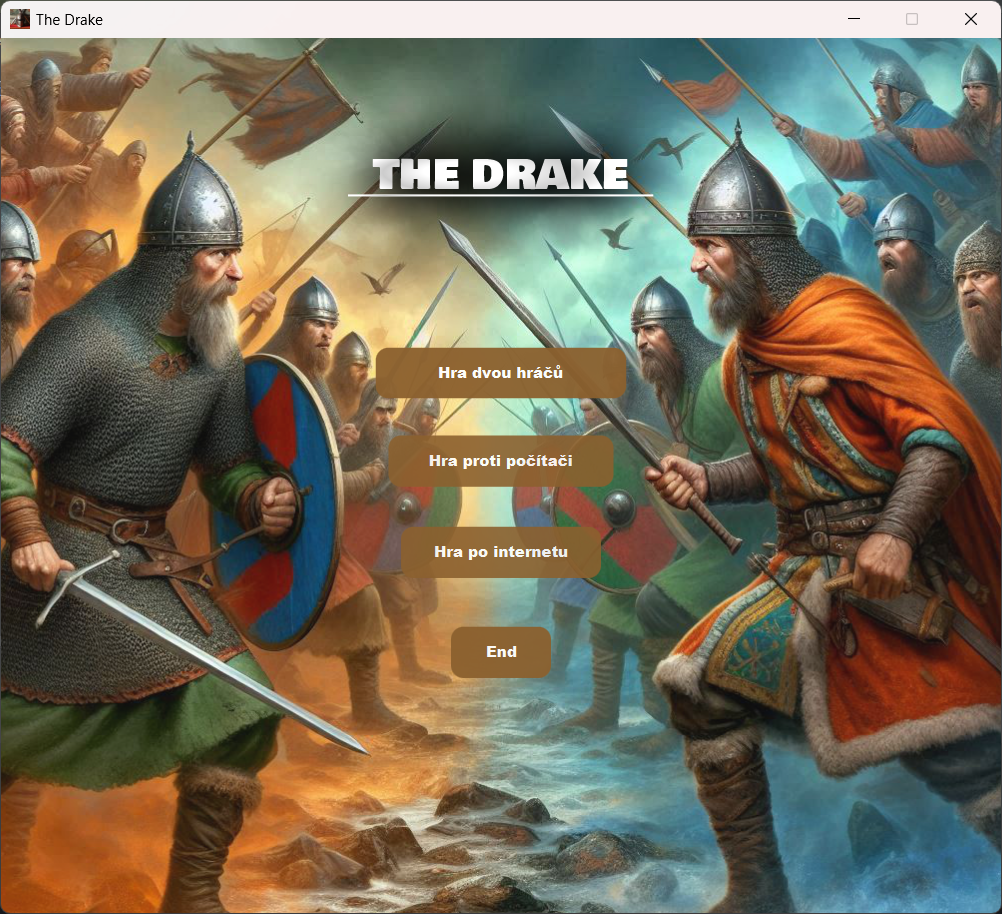 The Drake
THE DRAKE
Hra dvou hráčů
Hra proti počítači
Hra po internetu
End